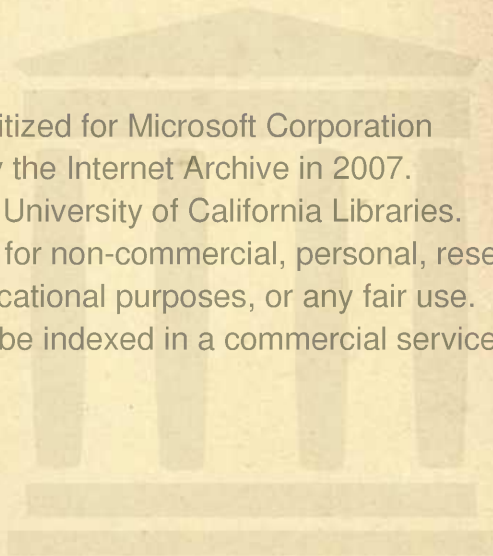 itized for Microsoft Corporation
y the Internet Archive in 2007.
University of California Libraries.
for non-commercial, personal, rese
cational purposes, or any fair use.
be indexed in a commercial service